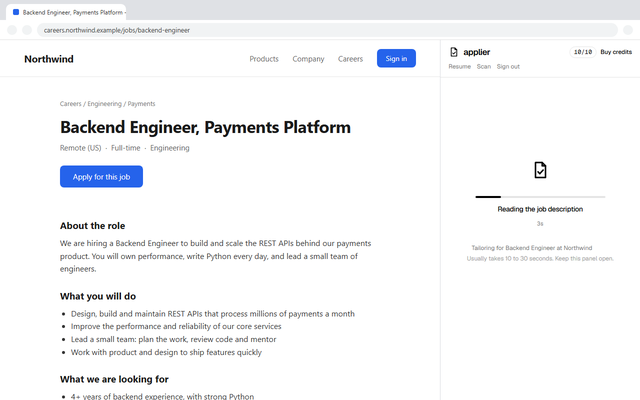 Backend Engineer, Payments Platform -
careers.northwind.example/jobs/backend-engineer
Northwind
Products
Company
Careers
Sign in
Careers / Engineering / Payments
Backend Engineer, Payments Platform
Remote (US) · Full-time · Engineering
Apply for this job
About the role
We are hiring a Backend Engineer to build and scale the REST APIs behind our payments
product. You will own performance, write Python every day, and lead a small team of
engineers.
What you will do
• Design, build and maintain REST APIs that process millions of payments a month
• Improve the performance and reliability of our core services
• Lead a small team: plan the work, review code and mentor
• Work with product and design to ship features quickly
What we are looking for
• 4+ years of backend experience, with strong Python
applier
10/10
Buy credits
Resume
Scan
Sign out
Reading the job description
3s
Tailoring for Backend Engineer at Northwind
Usually takes 10 to 30 seconds. Keep this panel open.